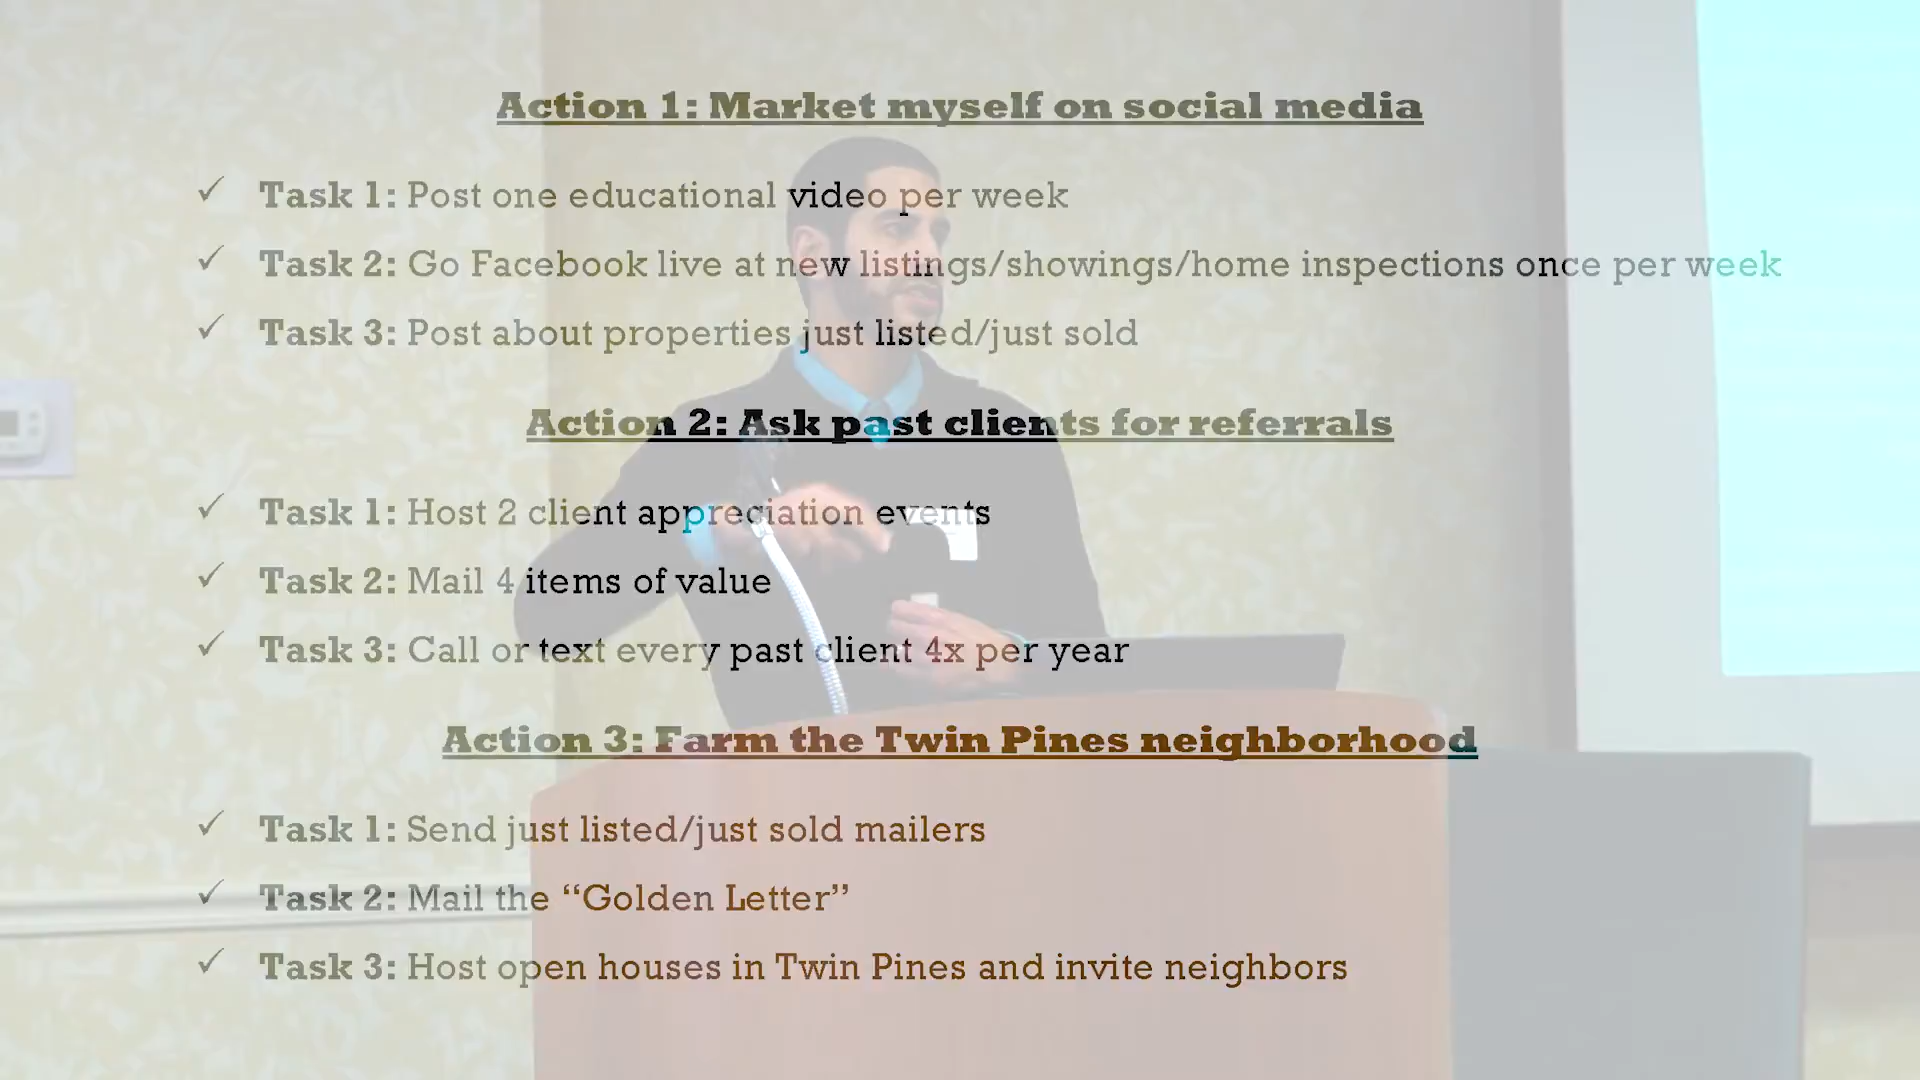 Action 1: Market myself on social media
✓ Task 1: Post one educational video per week
✓ Task 2: Go Facebook live at new listings/showings/home inspections once per week
✓ Task 3: Post about properties just listed/just sold
Action 2: Ask past clients for referrals
✓ Task 1: Host 2 client appreciation events
✓ Task 2: Mail 4 items of value
✓ Task 3: Call or text every past client 4x per year
Action 3: Farm the Twin Pines neighborhood
✓ Task 1: Send just listed/just sold mailers
✓ Task 2: Mail the “Golden Letter”
✓ Task 3: Host open houses in Twin Pines and invite neighbors